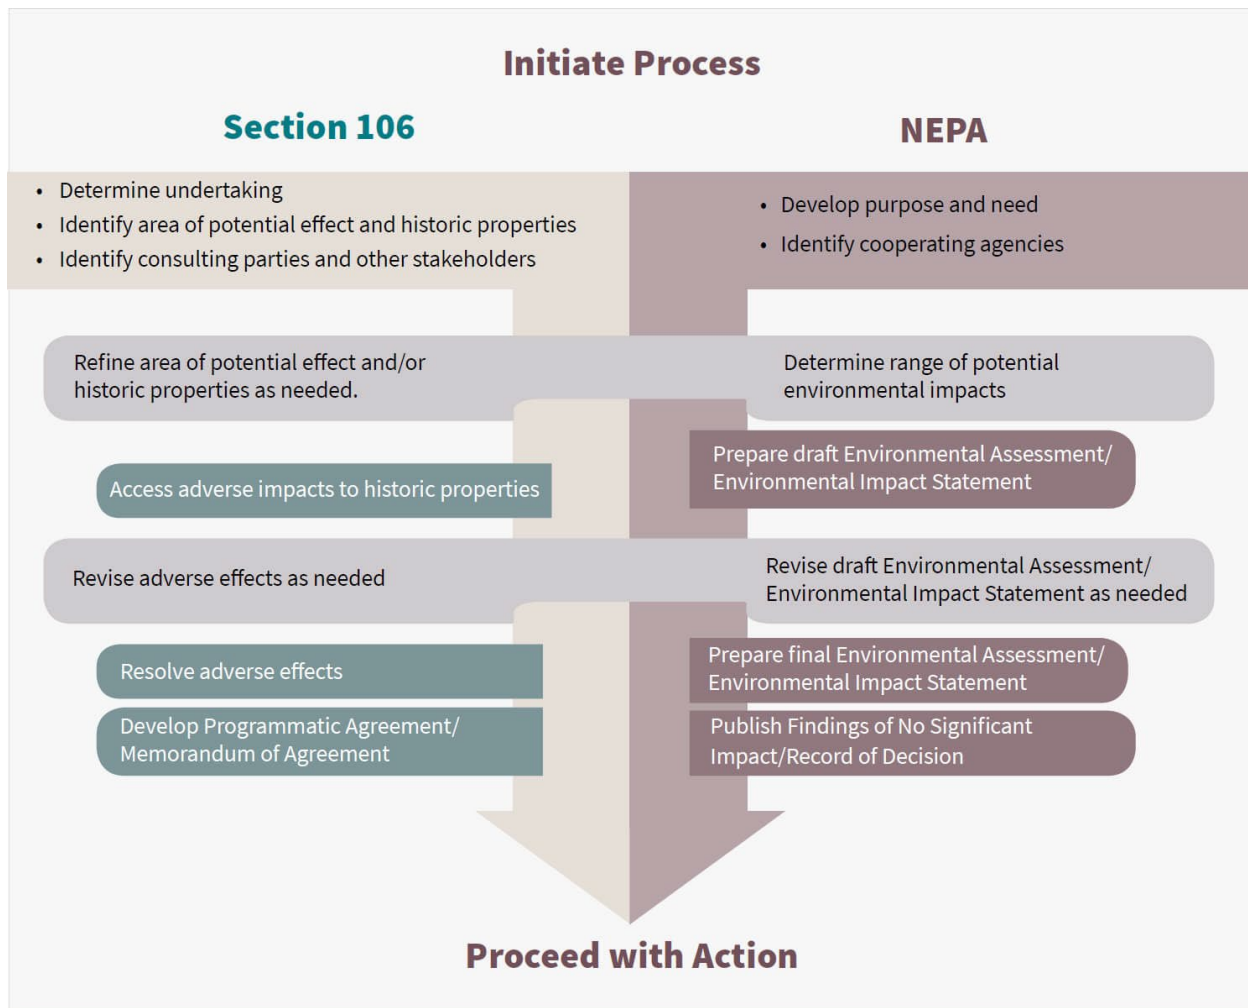 Initiate Process
Section 106
NEPA
• Determine undertaking
• Identify area of potential effect and historic properties
• Identify consulting parties and other stakeholders
• Develop purpose and need
• Identify cooperating agencies
Refine area of potential effect and/or
historic properties as needed.
Determine range of potential
environmental impacts
Access adverse impacts to historic properties
Prepare draft Environmental Assessment/
Environmental Impact Statement
Revise adverse effects as needed
Revise draft Environmental Assessment/
Environmental Impact Statement as needed
Resolve adverse effects
Prepare final Environmental Assessment/
Environmental Impact Statement
Develop Programmatic Agreement/
Memorandum of Agreement
Publish Findings of No Significant
Impact/Record of Decision
Proceed with Action